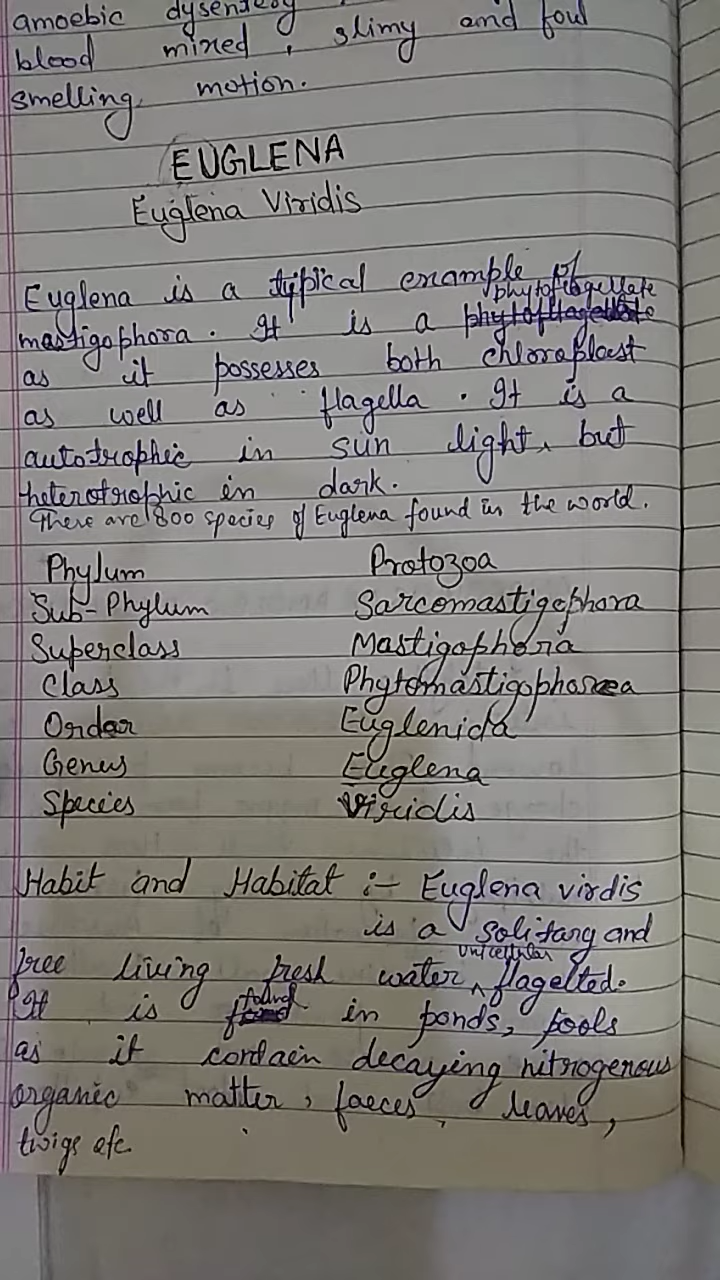 amoebic dysentery
blood mixed, slimy and foul
smelling, motion.
EUGLENA
Euglena Viridis
Euglena is a typical example of
phytoflagellate
mastigophora. It is a phytoflagellate
as it possesses both chloroplast
as well as flagella. It is a
autotrophic in sun light, but
heterotrophic in dark.
There are 800 species of Euglena found in the world.
Phylum Protozoa
Sub-Phylum Sarcomastigophora
Superclass Mastigophora
Class Phytomastigophorea
Order Euglenida
Genus Euglena
Species Viridis
Habit and Habitat :- Euglena virdis
is a solitary and
unicellular
free living fresh water flagelted.
found
It is in ponds, pools
as it contain decaying nitrogenous
organic matter, faeces, leaves,
twigs etc.